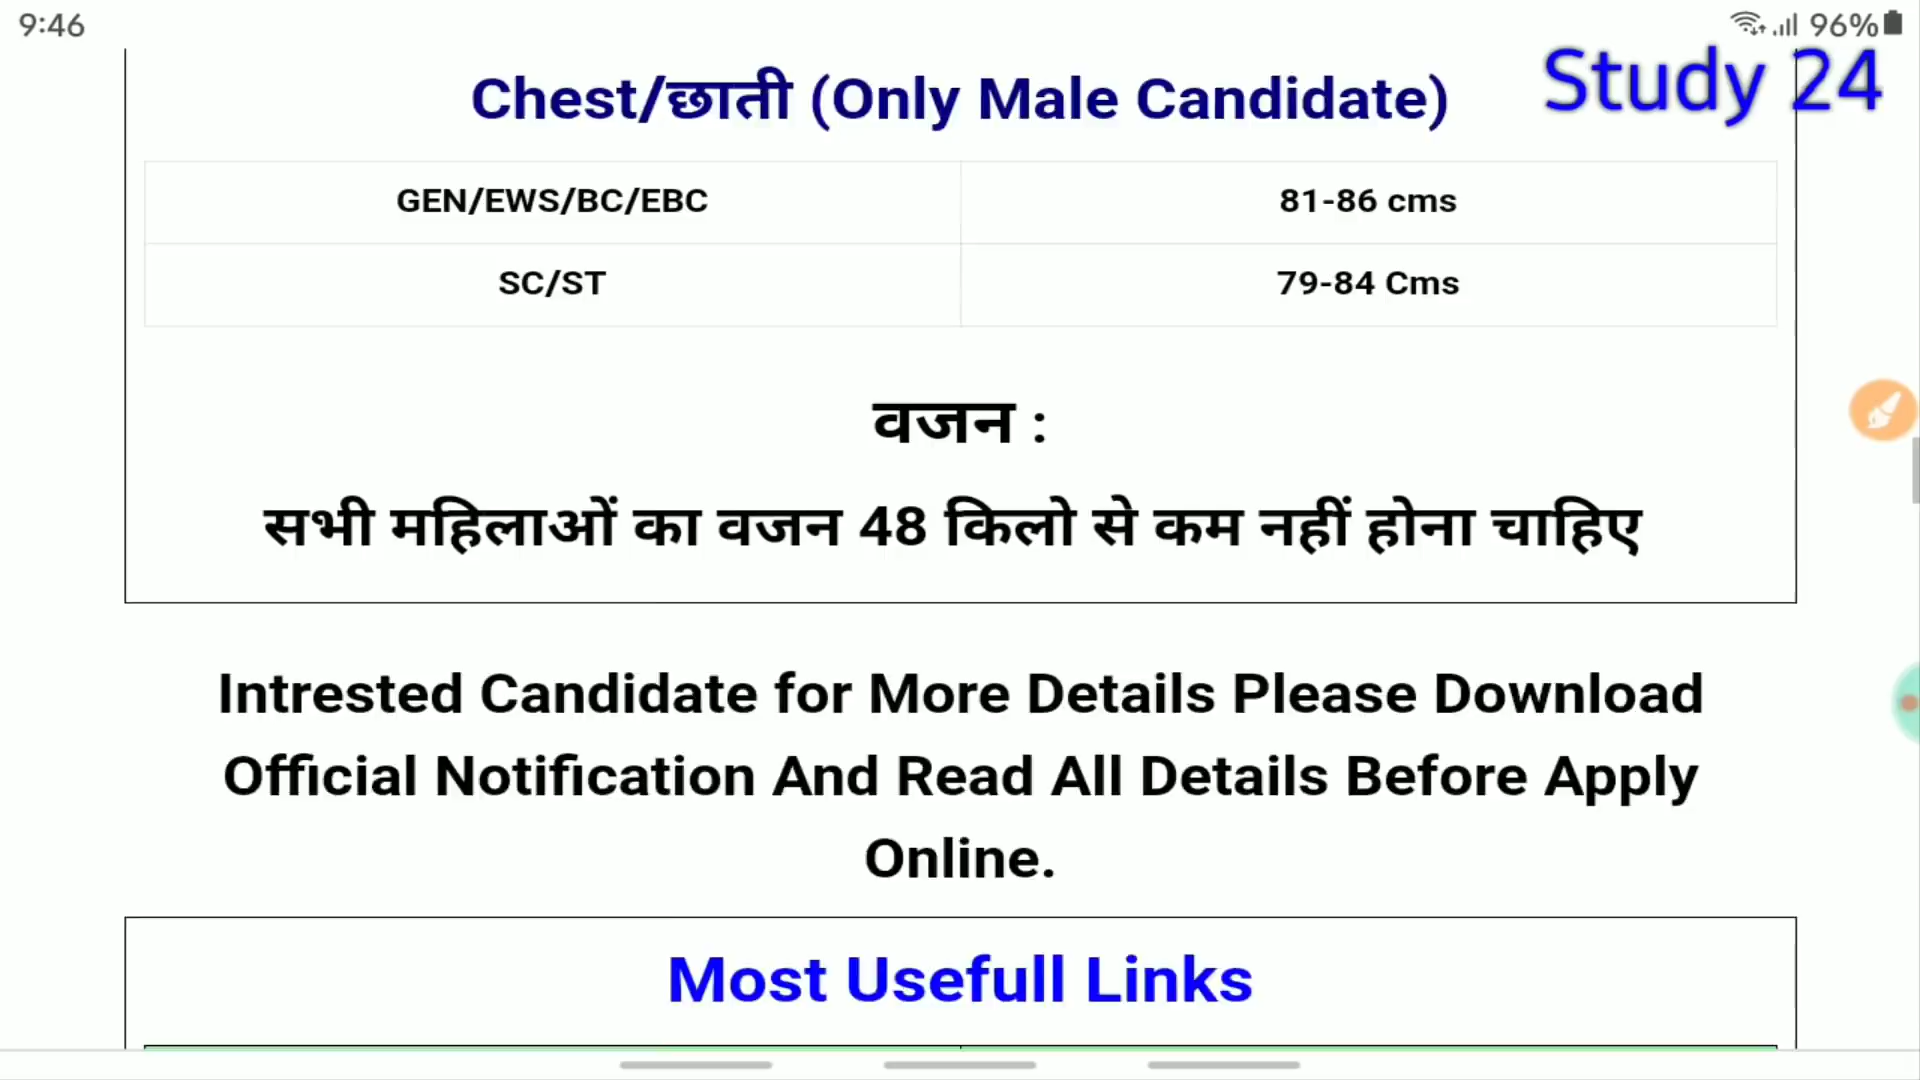 9:46
96%
Study 24
Chest/छाती (Only Male Candidate)
GEN/EWS/BC/EBC 81-86 cms
SC/ST 79-84 Cms
वजन :
सभी महिलाओं का वजन 48 किलो से कम नहीं होना चाहिए
Intrested Candidate for More Details Please Download
Official Notification And Read All Details Before Apply
Online.
Most Usefull Links